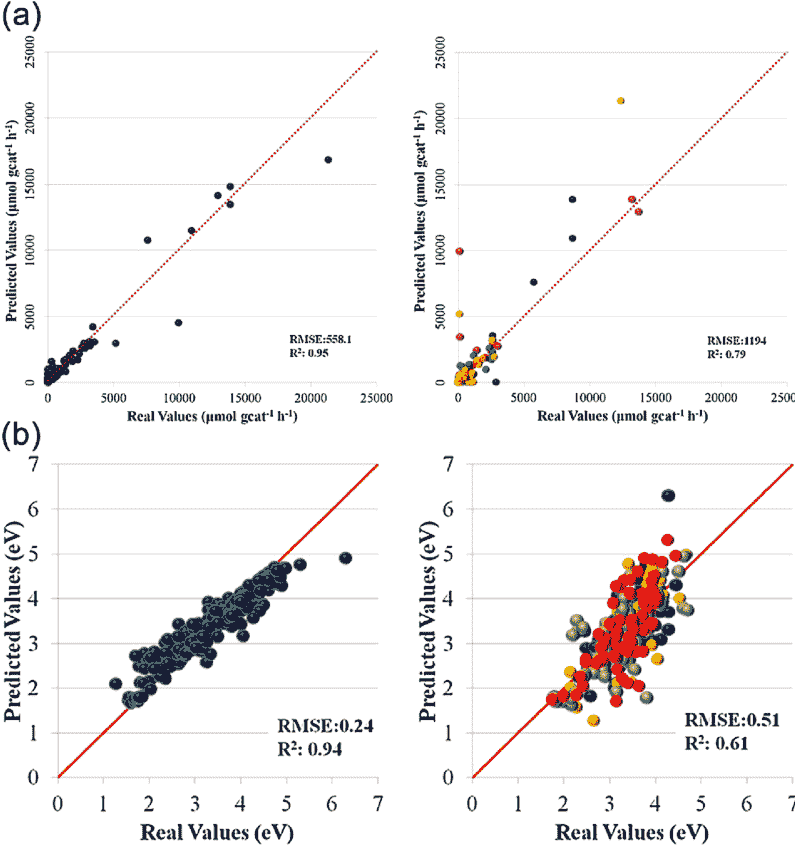 (a)
25000
20000
15000
10000
5000
0
Predicted Values (μmol gcat⁻¹ h⁻¹)
0 5000 10000 15000 20000 25000
Real Values (μmol gcat⁻¹ h⁻¹)
RMSE:558.1
R²: 0.95
25000
20000
15000
10000
5000
0
Predicted Values (μmol gcat⁻¹ h⁻¹)
0 5000 10000 15000 20000 25000
Real Values (μmol gcat⁻¹ h⁻¹)
RMSE:1194
R²: 0.79
(b)
7
6
5
4
3
2
1
0
Predicted Values (eV)
0 1 2 3 4 5 6 7
Real Values (eV)
RMSE:0.24
R²: 0.94
7
6
5
4
3
2
1
0
Predicted Values (eV)
0 1 2 3 4 5 6 7
Real Values (eV)
RMSE:0.51
R²: 0.61